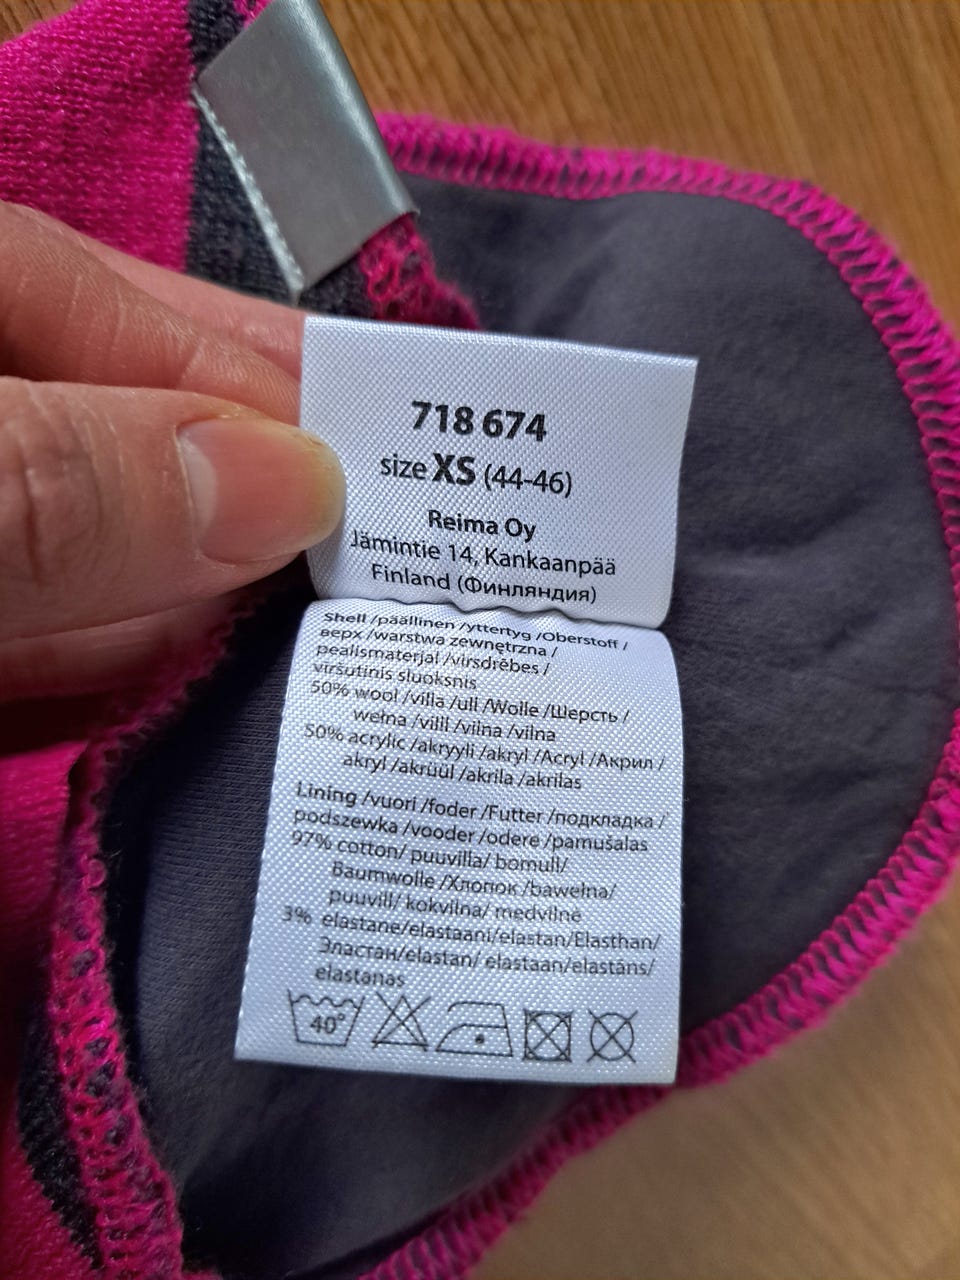 718 674
size XS (44-46)
Reima Oy
Jämintie 14, Kankaanpää
Finland (Финляндия)
Shell /päällinen /yttertyg /Oberstoff /
верх /warstwa zewnętrzna /
pealismaterjal /virsdrēbes /
viršutinis sluoksnis
50% wool /villa /ull /Wolle /Шерсть /
wełna /villl /vilna /vilna
50% acrylic /akryyli /akryl /Acryl /Акрил /
akryl /akrüül /akrila /akrilas
Lining /vuori /foder /Futter /подкладка /
podszewka /vooder /odere /pamušalas
97% cotton/ puuvilla/ bomull/
Baumwolle /Хлопок /bawełna/
puuvill/ kokvilna/ medvilnė
3% elastane/elastaani/elastan/Elasthan/
Эластан/elastan/ elastaan/elastāns/
elastanas
40°